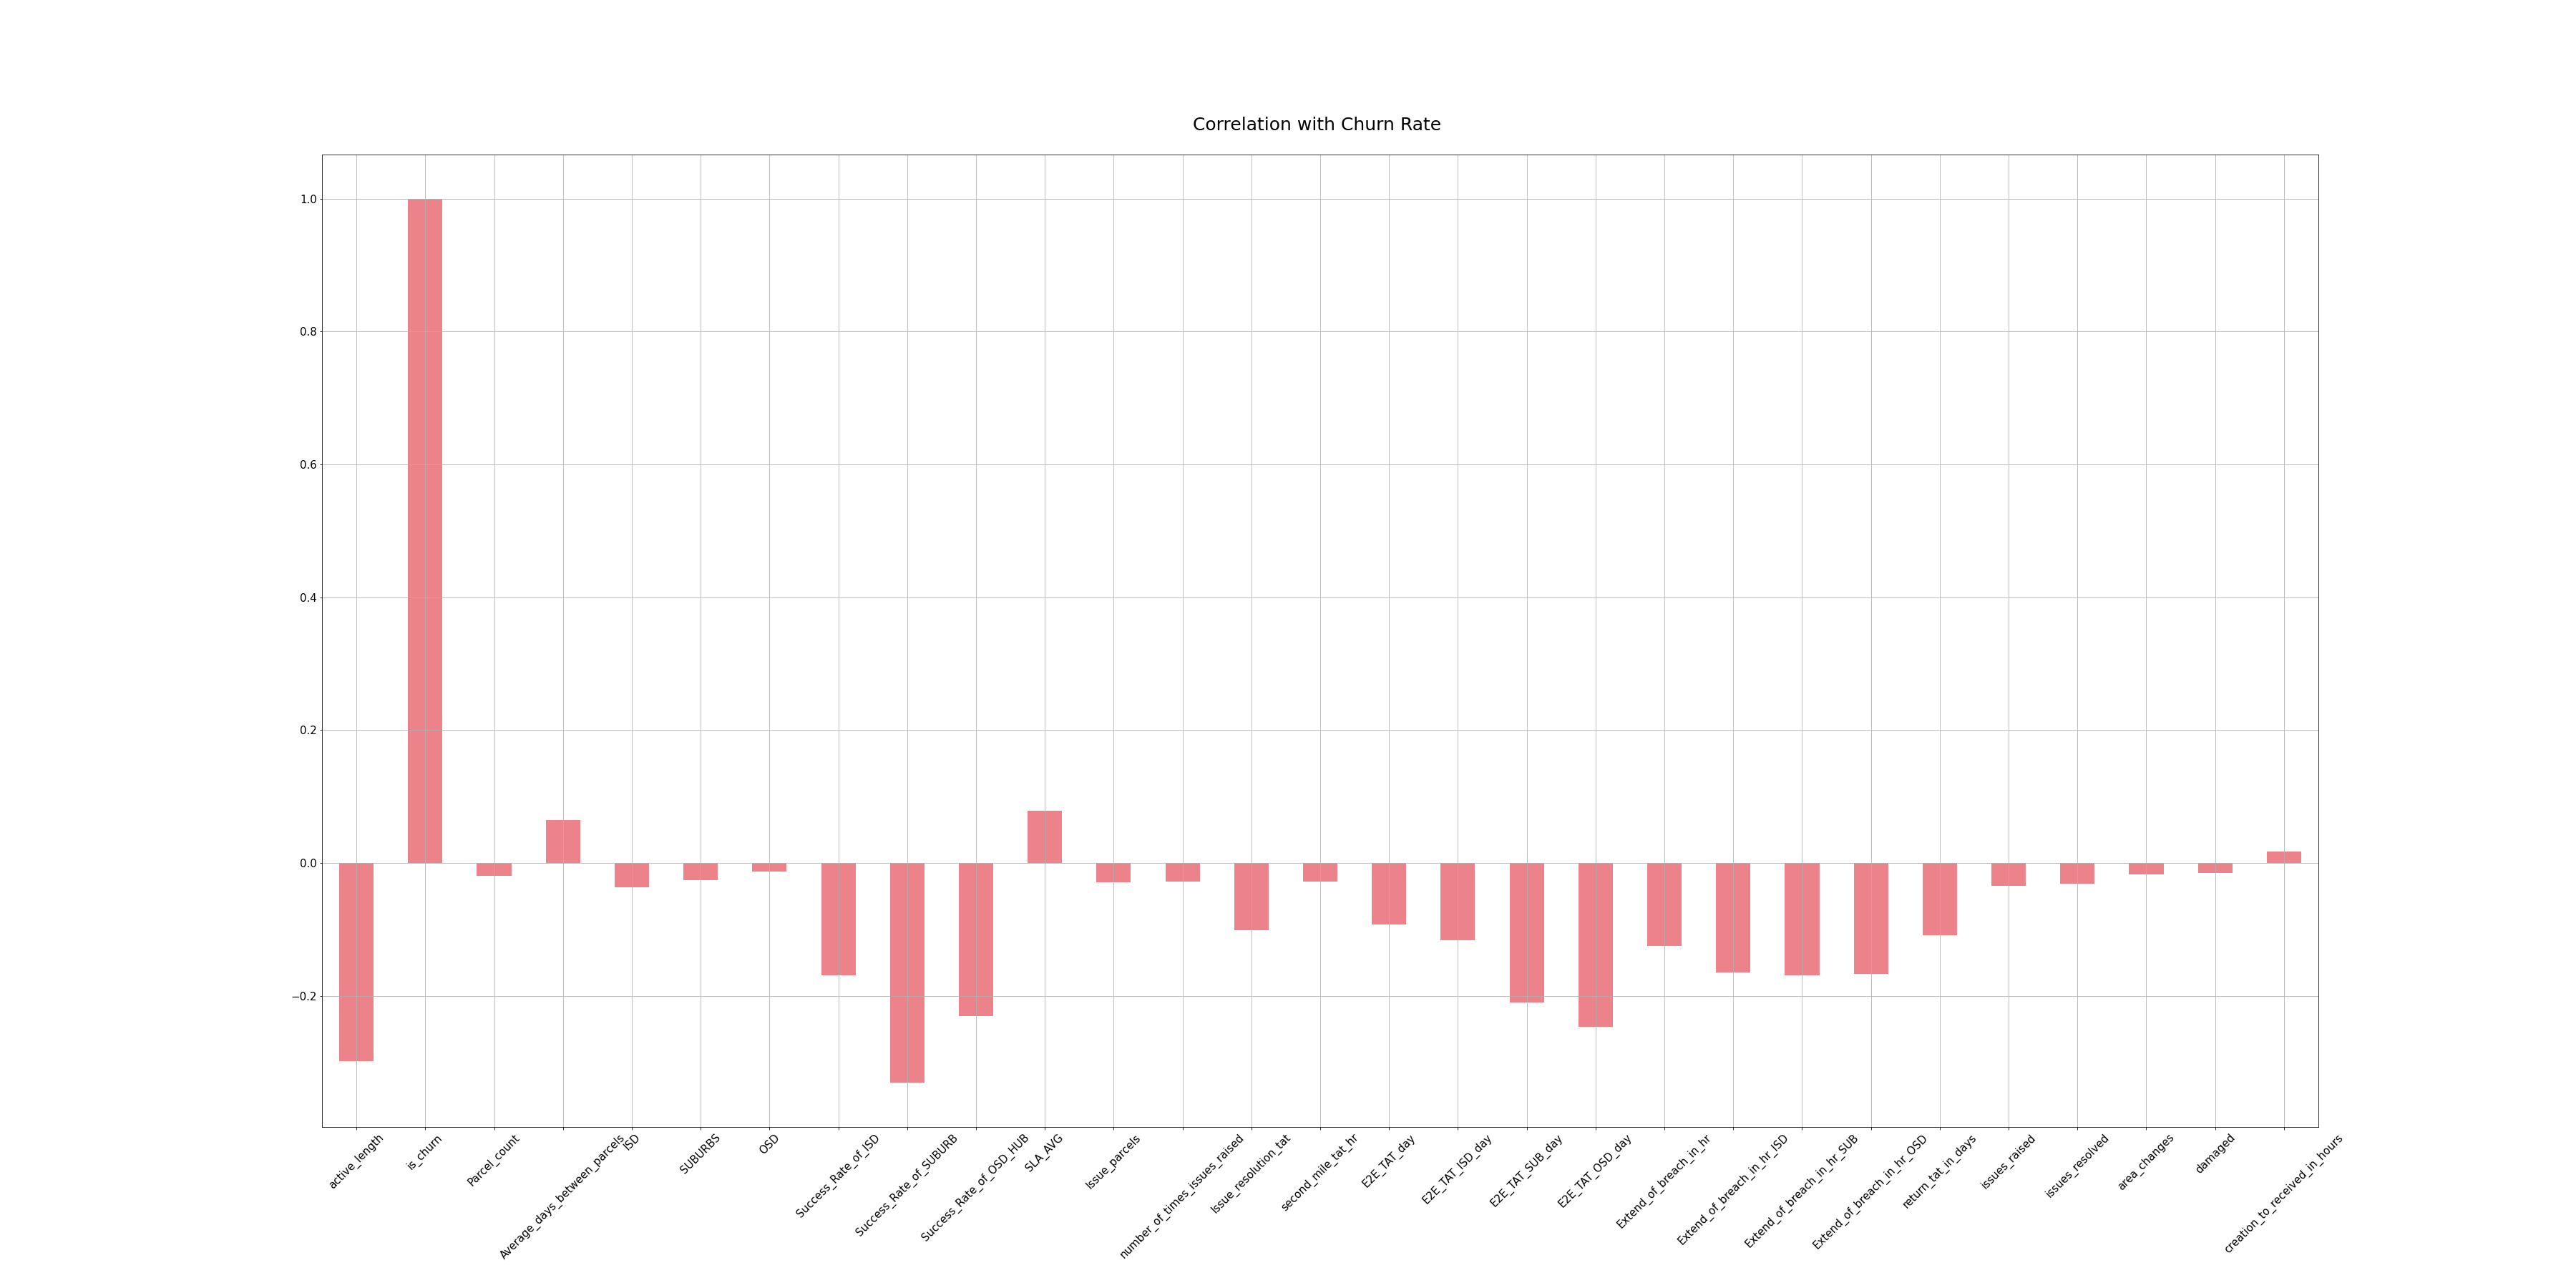 Correlation with Churn Rate
1.0
0.8
0.6
0.4
0.2
0.0
−0.2
active_length
is_churn
Parcel_count
Average_days_between_parcels
ISD
SUBURBS
OSD
Success_Rate_of_ISD
Success_Rate_of_SUBURB
Success_Rate_of_OSD_HUB
SLA_AVG
Issue_parcels
number_of_times_issues_raised
Issue_resolution_tat
second_mile_tat_hr
E2E_TAT_day
E2E_TAT_ISD_day
E2E_TAT_SUB_day
E2E_TAT_OSD_day
Extend_of_breach_in_hr
Extend_of_breach_in_hr_ISD
Extend_of_breach_in_hr_SUB
Extend_of_breach_in_hr_OSD
return_tat_in_days
issues_raised
issues_resolved
area_changes
damaged
creation_to_received_in_hours